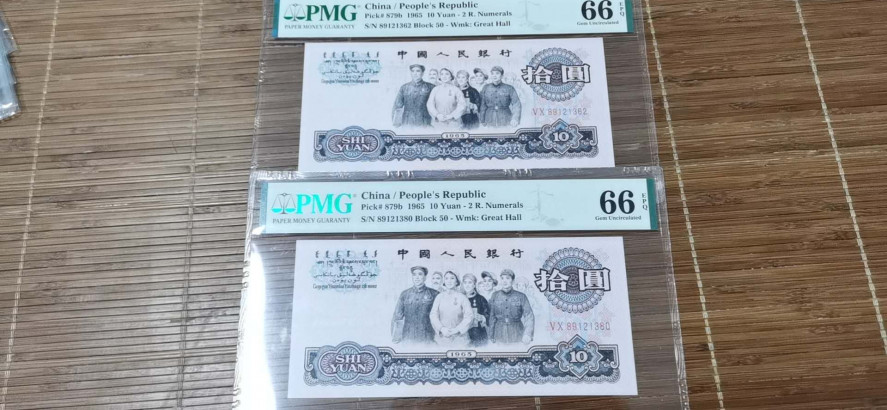 PMG
PAPER MONEY GUARANTY
China / People's Republic
Pick# 879b 1965 10 Yuan - 2 R. Numerals
S/N 89121362 Block 50 - Wmk: Great Hall
66 EPQ
Gem Uncirculated
中國人民銀行
拾圓
VX 89121362
SHI YUAN
1965
10
PMG
PAPER MONEY GUARANTY
China / People's Republic
Pick# 879b 1965 10 Yuan - 2 R. Numerals
S/N 89121380 Block 50 - Wmk: Great Hall
66 EPQ
Gem Uncirculated
中國人民銀行
拾圓
VX 89121380
1965
SHI
YUAN
10